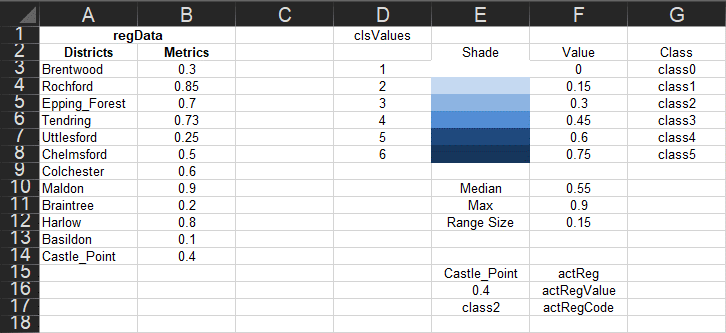 A B C D E F G
1 regData clsValues
2 Districts Metrics Shade Value Class
3 Brentwood 0.3 1 0 class0
4 Rochford 0.85 2 0.15 class1
5 Epping_Forest 0.7 3 0.3 class2
6 Tendring 0.73 4 0.45 class3
7 Uttlesford 0.25 5 0.6 class4
8 Chelmsford 0.5 6 0.75 class5
9 Colchester 0.6
10 Maldon 0.9 Median 0.55
11 Braintree 0.2 Max 0.9
12 Harlow 0.8 Range Size 0.15
13 Basildon 0.1
14 Castle_Point 0.4
15 Castle_Point actReg
16 0.4 actRegValue
17 class2 actRegCode
18